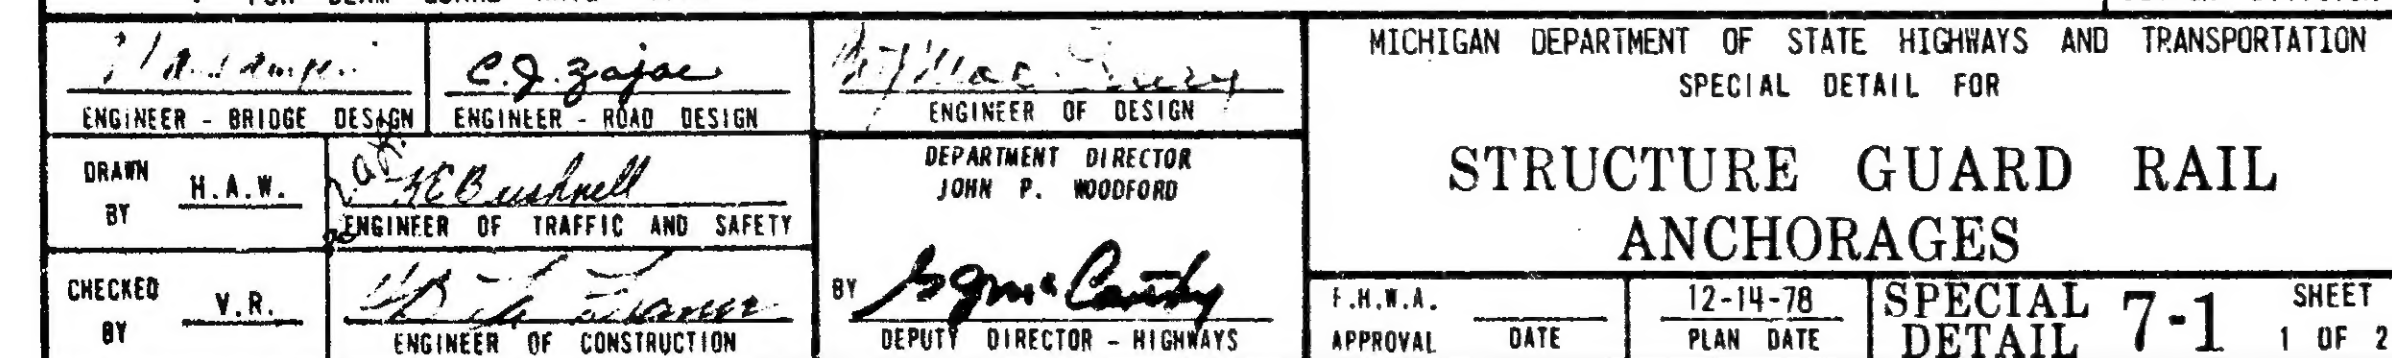 C.J. Zajac
ENGINEER - BRIDGE DESIGN
ENGINEER - ROAD DESIGN
ENGINEER OF DESIGN
DRAWN BY
H.A.W.
ENGINEER OF TRAFFIC AND SAFETY
CHECKED BY
V.R.
ENGINEER OF CONSTRUCTION
DEPARTMENT DIRECTOR
JOHN P. WOODFORD
BY
DEPUTY DIRECTOR - HIGHWAYS
MICHIGAN DEPARTMENT OF STATE HIGHWAYS AND TRANSPORTATION
SPECIAL DETAIL FOR
STRUCTURE GUARD RAIL
ANCHORAGES
F.H.W.A.
APPROVAL
DATE
12-14-78
PLAN DATE
SPECIAL
DETAIL
7-1
SHEET
1 OF 2